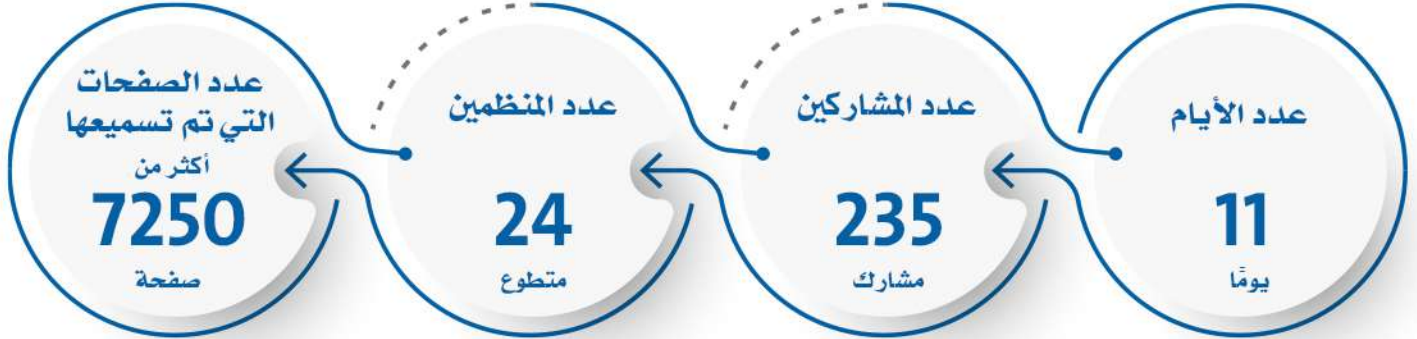 عدد الأيام
11
يومًا
عدد المشاركين
235
مشارك
عدد المنظمين
24
متطوع
عدد الصفحات
التي تم تسميعها
أكثر من
7250
صفحة